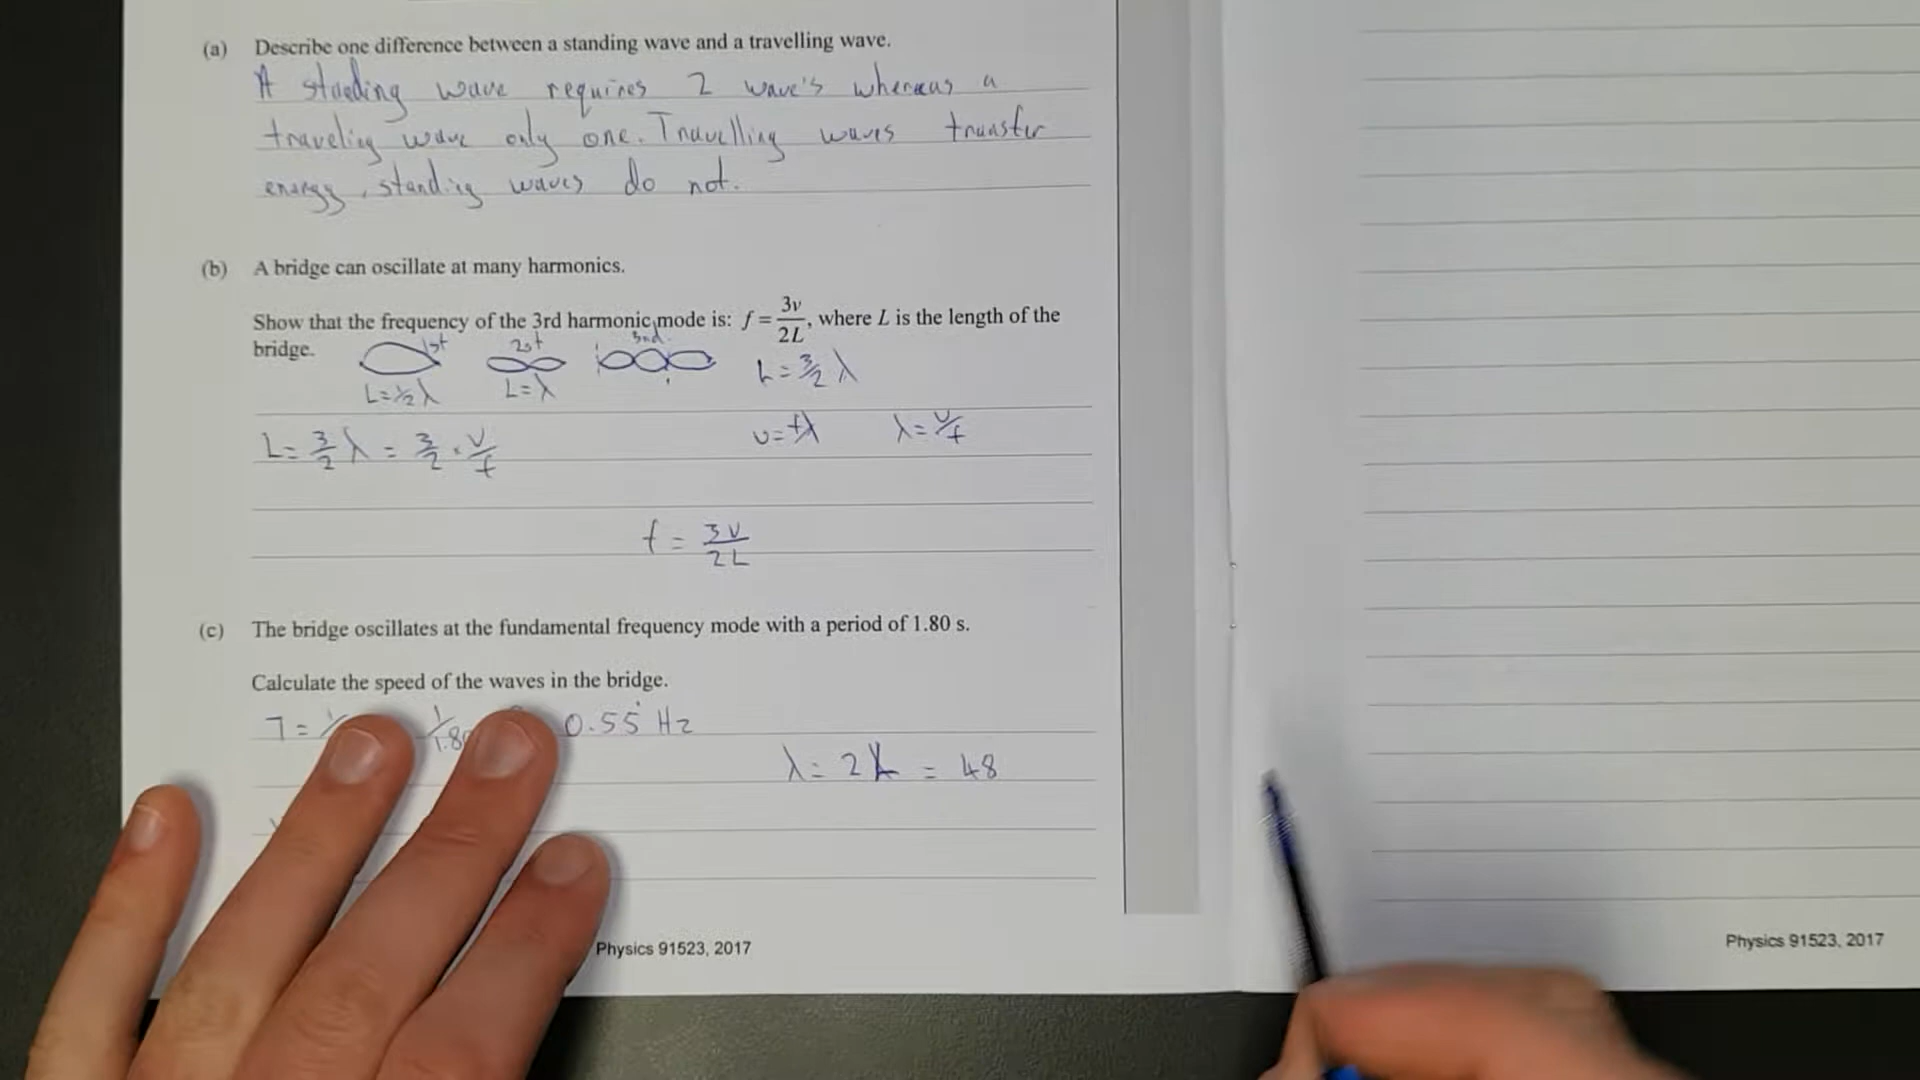 (a) Describe one difference between a standing wave and a travelling wave.
A standing wave requires 2 wave's whereas a
traveling wave only one. Travelling waves transfer
energy, standing waves do not.
(b) A bridge can oscillate at many harmonics.
Show that the frequency of the 3rd harmonic mode is: f = 3v/2L, where L is the length of the
bridge.
1st 2st 3nd
L=½λ L=λ L=3/2 λ
v=fλ λ=v/f
L=3/2 λ = 3/2 · v/f
f = 3v/2L
(c) The bridge oscillates at the fundamental frequency mode with a period of 1.80 s.
Calculate the speed of the waves in the bridge.
T = 1/1.80 0.55̇ Hz
λ = 2L = 48
Physics 91523, 2017
Physics 91523, 2017